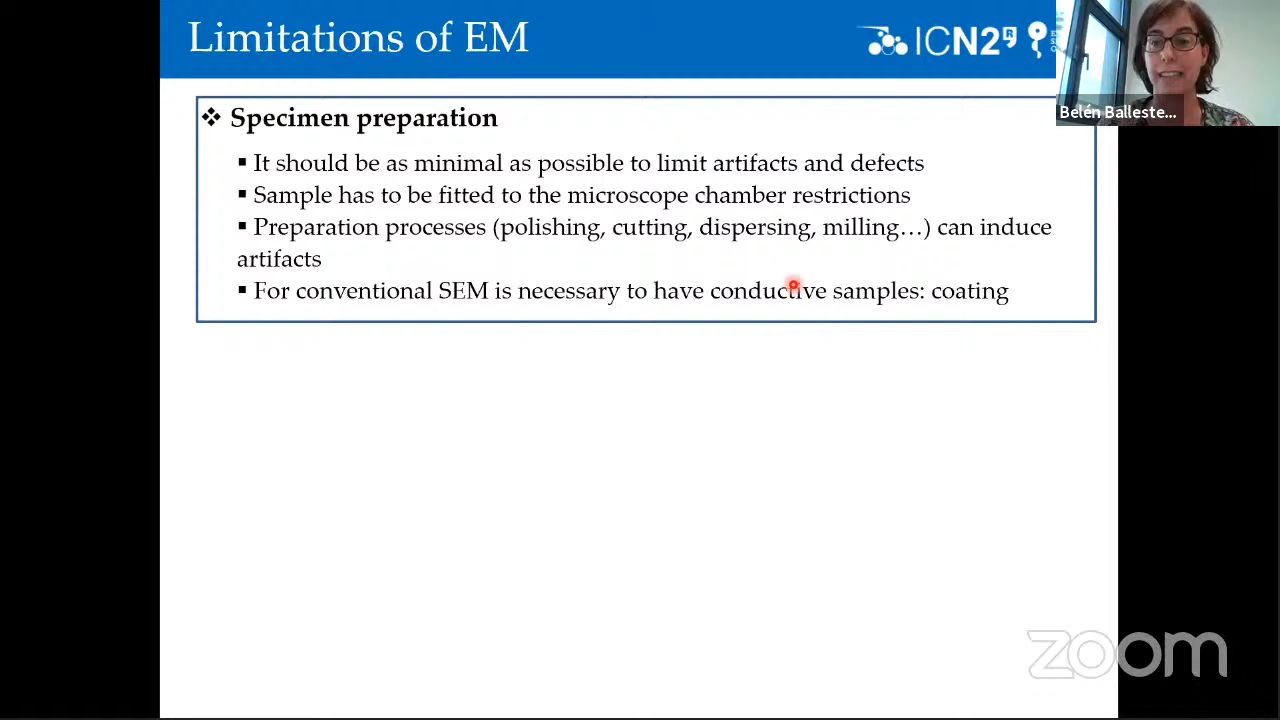 Limitations of EM
ICN2
Belén Balleste...
❖ Specimen preparation
▪ It should be as minimal as possible to limit artifacts and defects
▪ Sample has to be fitted to the microscope chamber restrictions
▪ Preparation processes (polishing, cutting, dispersing, milling…) can induce
artifacts
▪ For conventional SEM is necessary to have conductive samples: coating
zoom